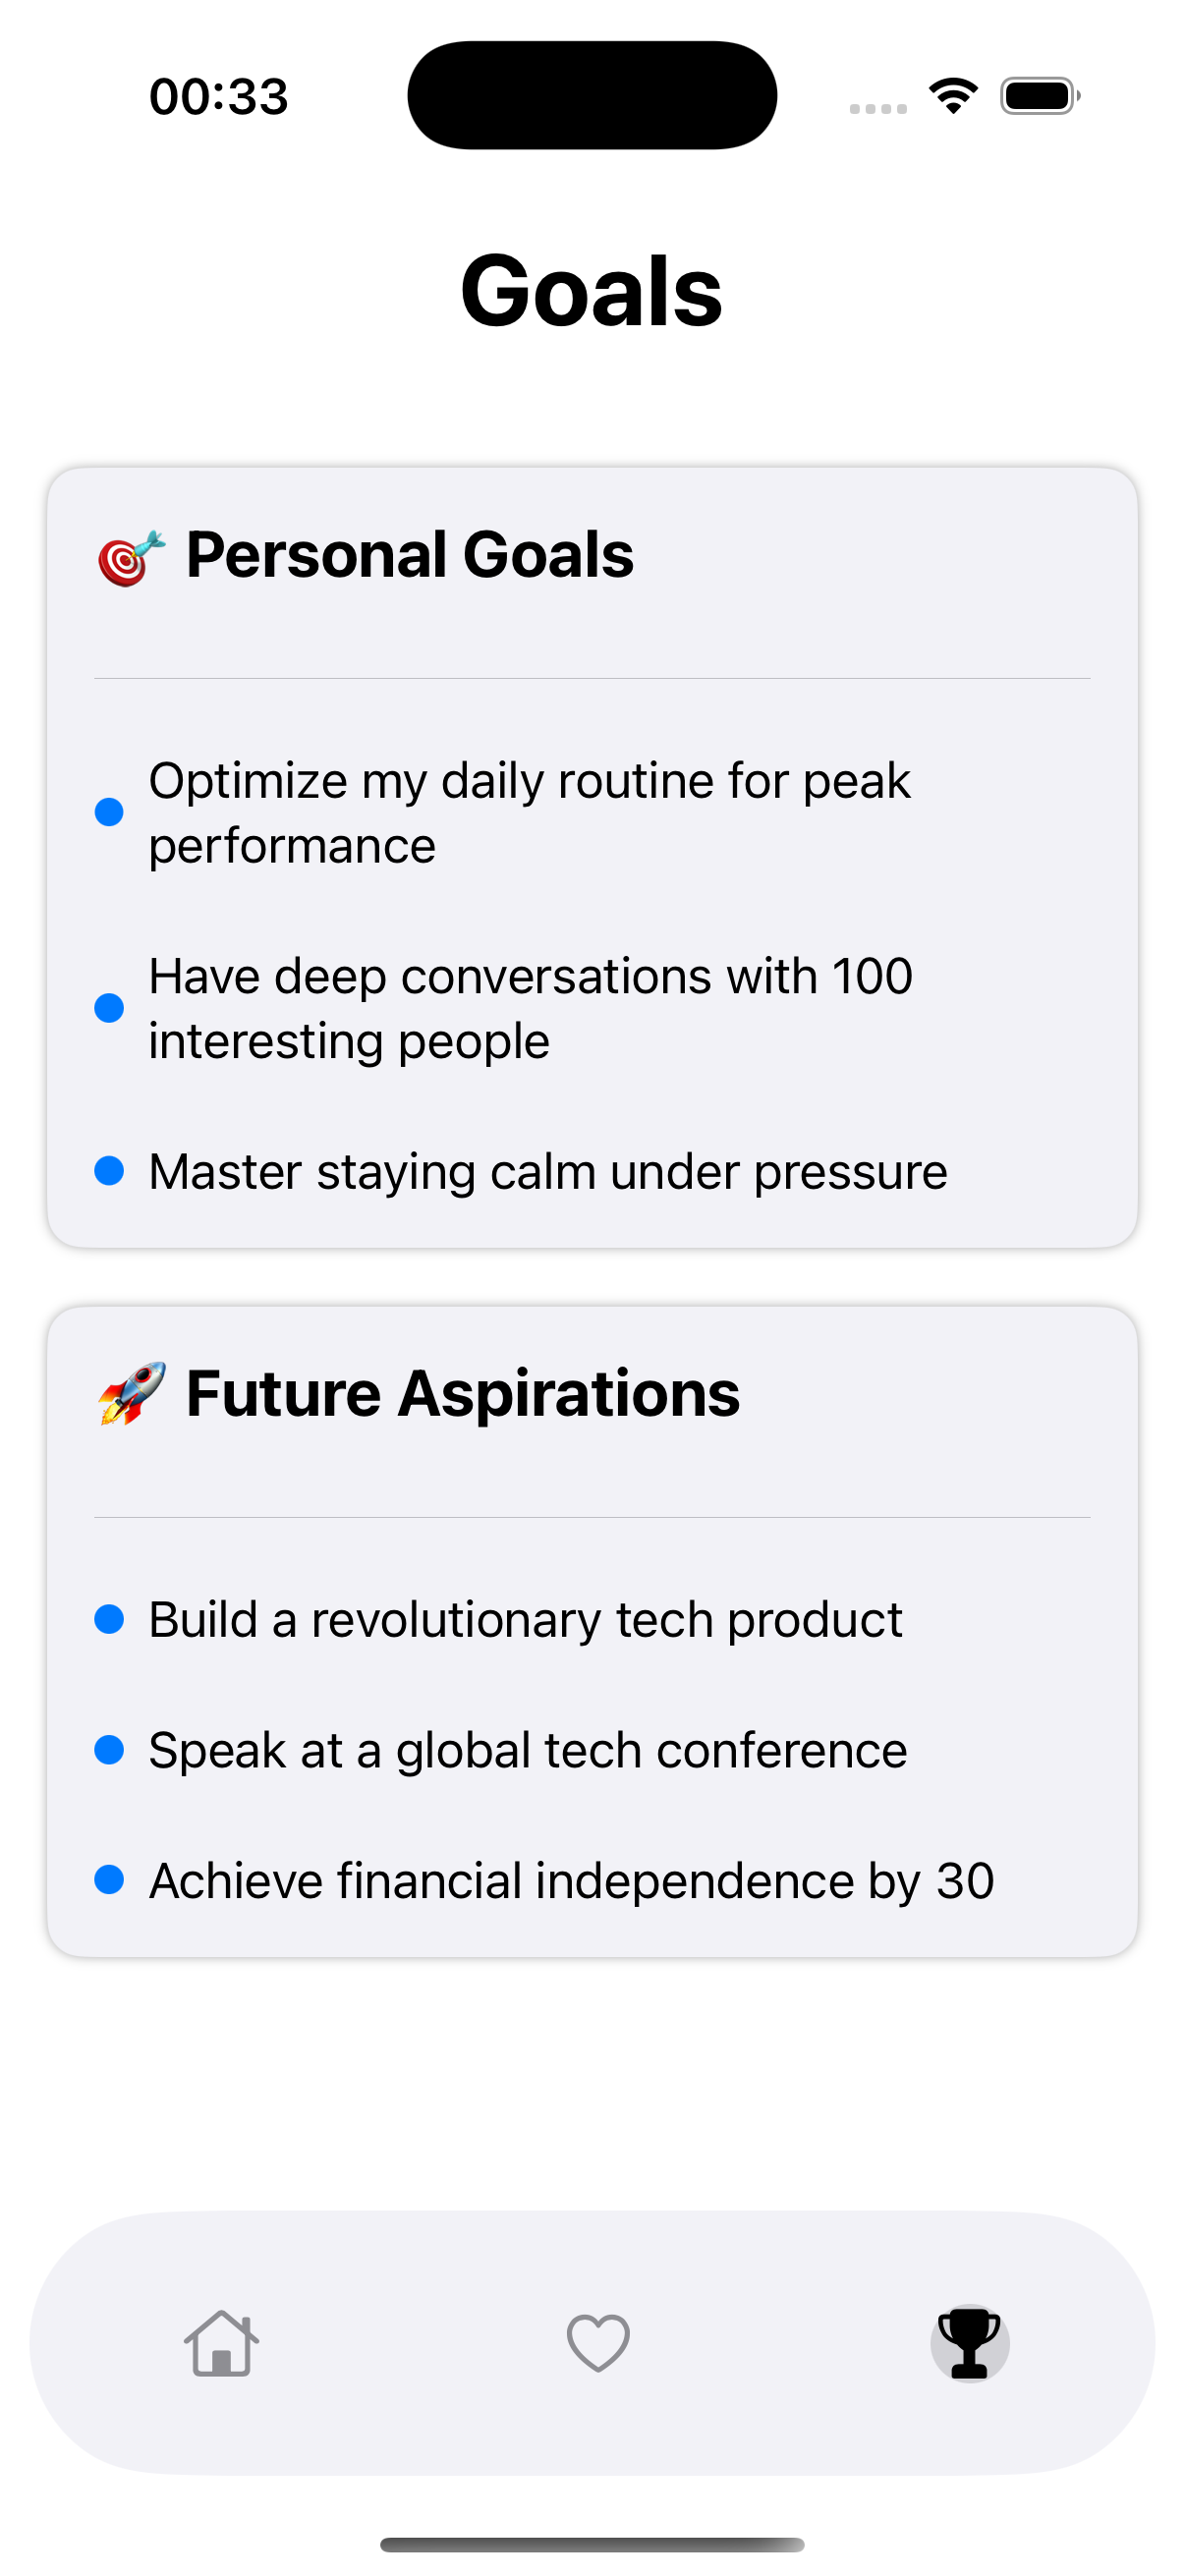 00:33
Goals
🎯 Personal Goals
Optimize my daily routine for peak
performance
Have deep conversations with 100
interesting people
Master staying calm under pressure
🚀 Future Aspirations
Build a revolutionary tech product
Speak at a global tech conference
Achieve financial independence by 30